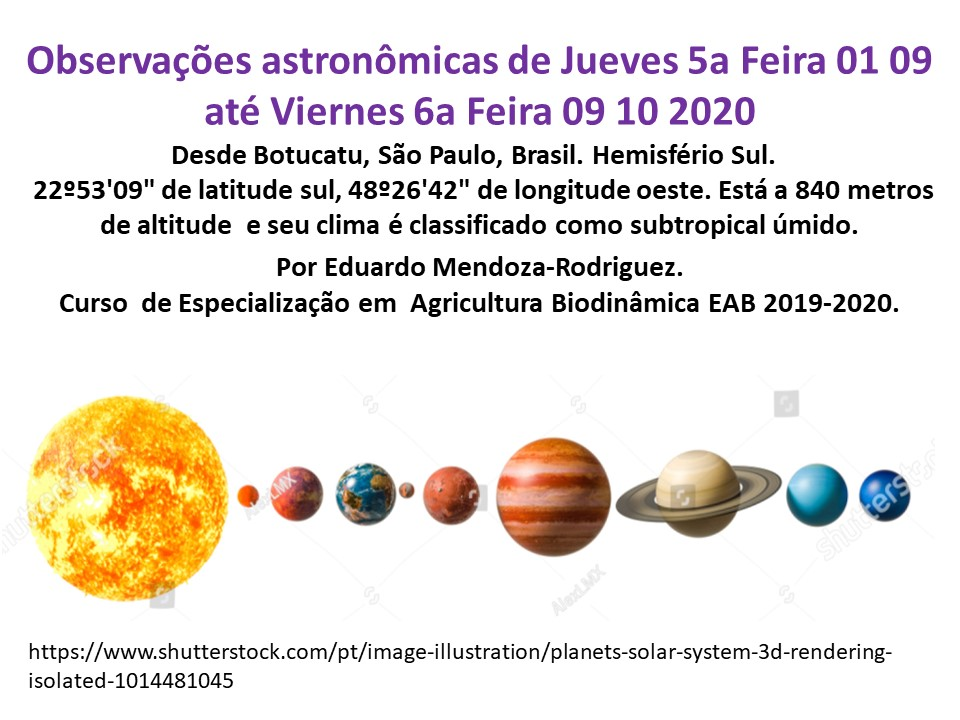 Observações astronômicas de Jueves 5a Feira 01 09
até Viernes 6a Feira 09 10 2020
Desde Botucatu, São Paulo, Brasil. Hemisfério Sul.
22º53'09" de latitude sul, 48º26'42" de longitude oeste. Está a 840 metros
de altitude  e seu clima é classificado como subtropical úmido.
Por Eduardo Mendoza-Rodriguez.
Curso  de Especialização em  Agricultura Biodinâmica EAB 2019-2020.
shutterstock
AlexLMX
shutterstock
AlexLMX
https://www.shutterstock.com/pt/image-illustration/planets-solar-system-3d-rendering-
isolated-1014481045